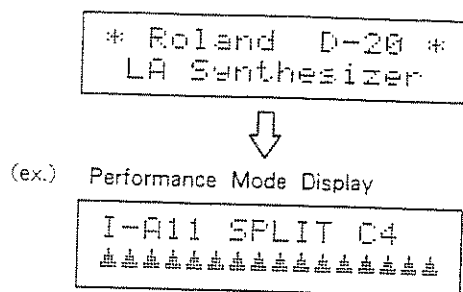 * Roland D-20 *
LA Synthesizer
(ex.) Performance Mode Display
I-A11 SPLIT C4